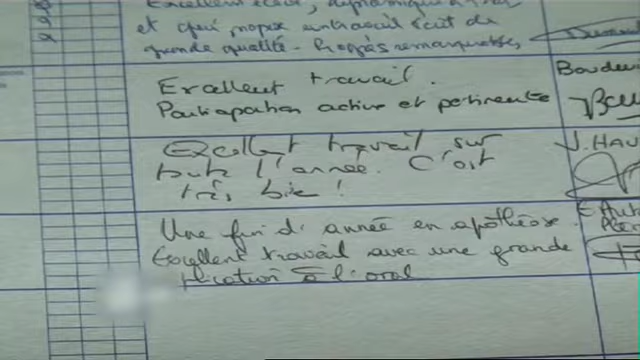 Excellent
et qui propose un travail écrit de
grande qualité. Progrès remarquables,
Excellent travail.
Participation active et pertinente
Excellent travail sur
toute l'année. C'est
très bien !
J. HAU
Une fin d'année en apothéose.
Excellent travail avec une grande
à l'oral